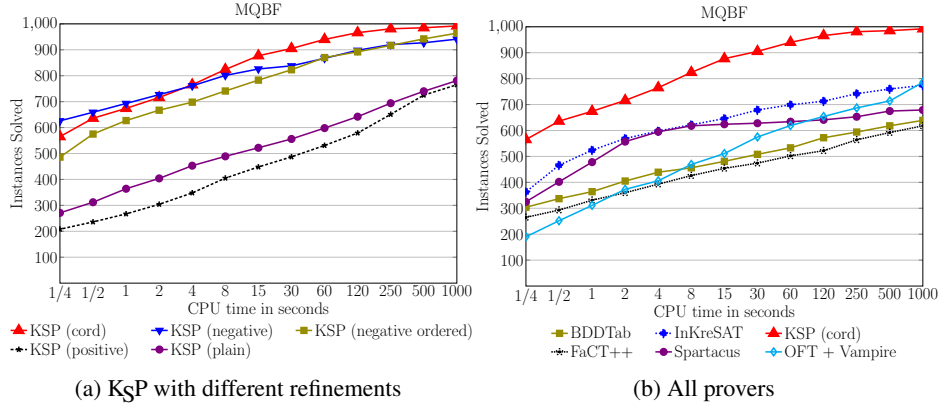 MQBF
Instances Solved
1,000
900
800
700
600
500
400
300
200
100
1/4 1/2 1 2 4 8 15 30 60 120 250 500 1000
CPU time in seconds
KSP (cord) KSP (negative) KSP (negative ordered)
KSP (positive) KSP (plain)
(a) KSP with different refinements
MQBF
Instances Solved
1,000
900
800
700
600
500
400
300
200
100
1/4 1/2 1 2 4 8 15 30 60 120 250 500 1000
CPU time in seconds
BDDTab InKreSAT KSP (cord)
FaCT++ Spartacus OFT + Vampire
(b) All provers